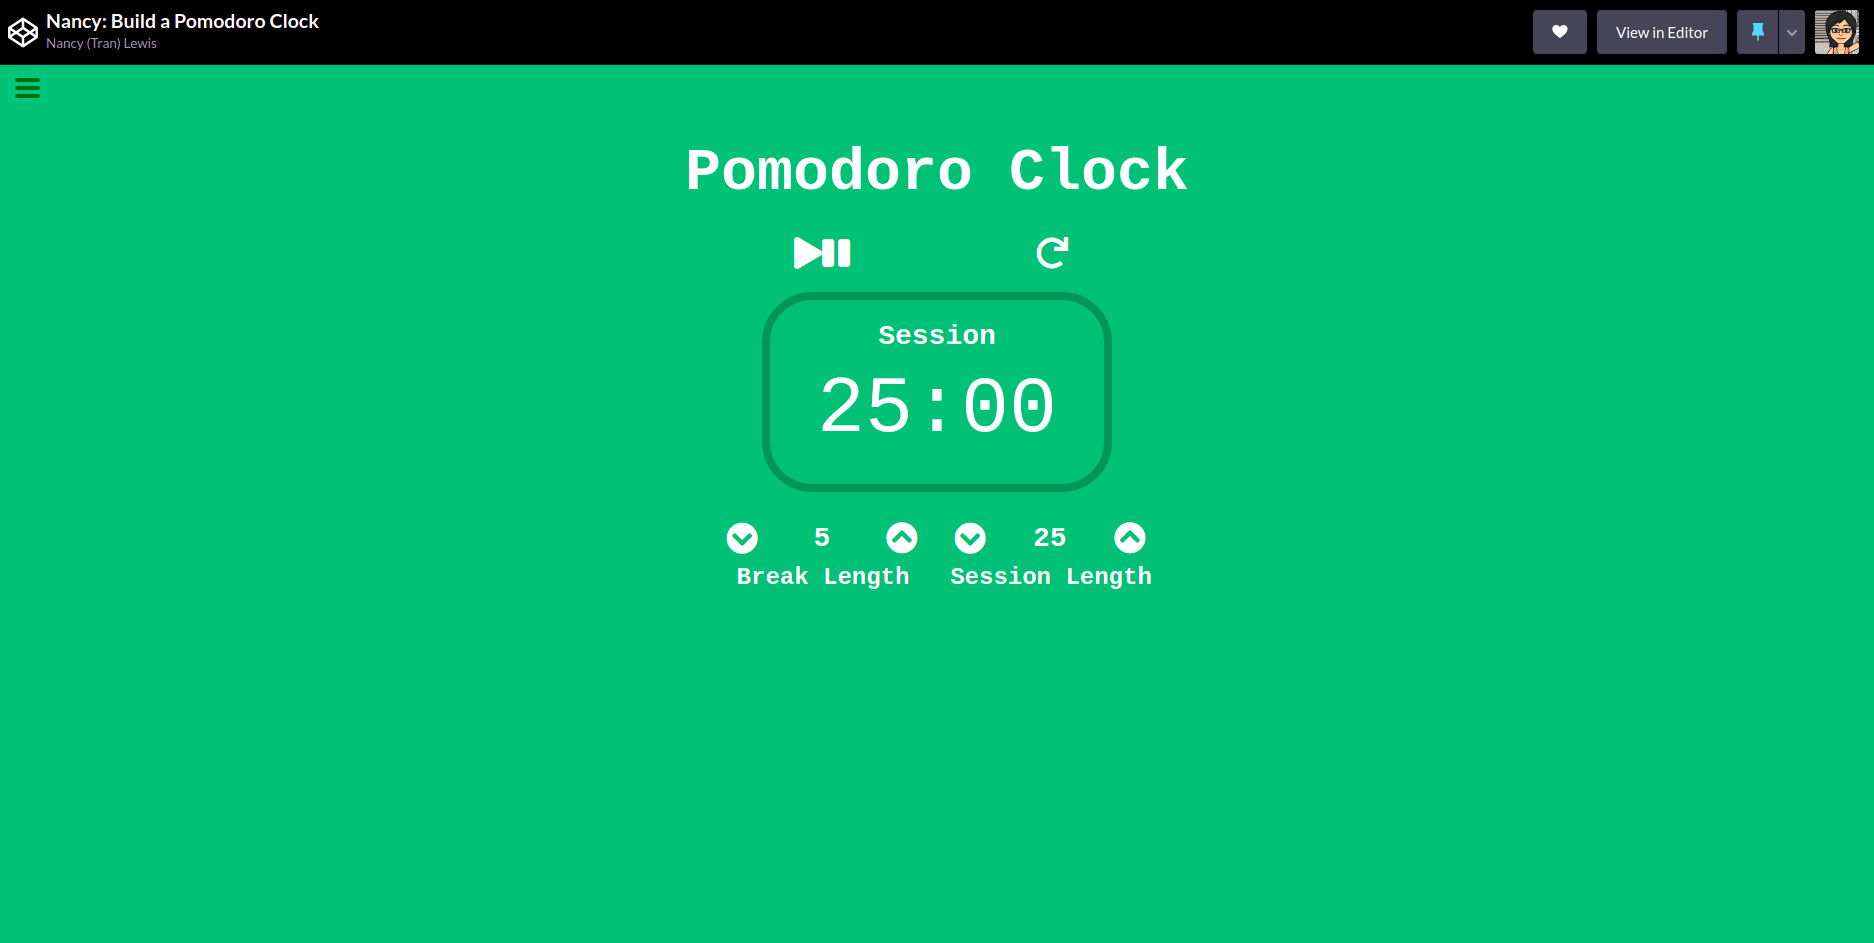 Nancy: Build a Pomodoro Clock
Nancy (Tran) Lewis
View in Editor
Pomodoro Clock
Session
25:00
5
25
Break Length
Session Length